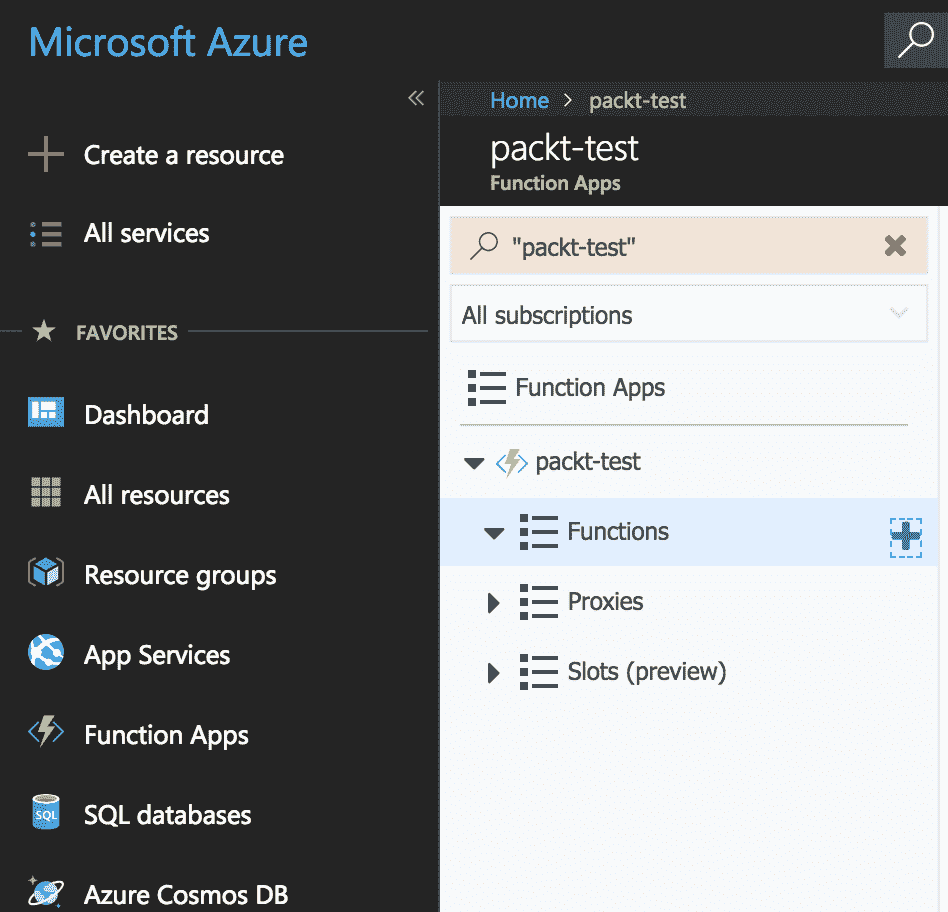 Microsoft Azure
Create a resource
All services
FAVORITES
Dashboard
All resources
Resource groups
App Services
Function Apps
SQL
SQL databases
Azure Cosmos DB
Home > packt-test
packt-test
Function Apps
"packt-test"
All subscriptions
Function Apps
packt-test
Functions
Proxies
Slots (preview)